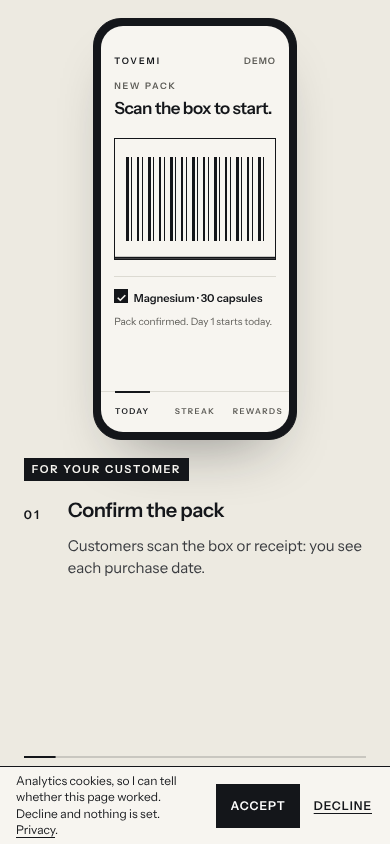 TOVEMI DEMO
NEW PACK
Scan the box to start.
Magnesium · 30 capsules
Pack confirmed. Day 1 starts today.
TODAY STREAK REWARDS
FOR YOUR CUSTOMER
01 Confirm the pack
Customers scan the box or receipt: you see
each purchase date.
Analytics cookies, so I can tell
whether this page worked.
Decline and nothing is set.
Privacy.
ACCEPT DECLINE